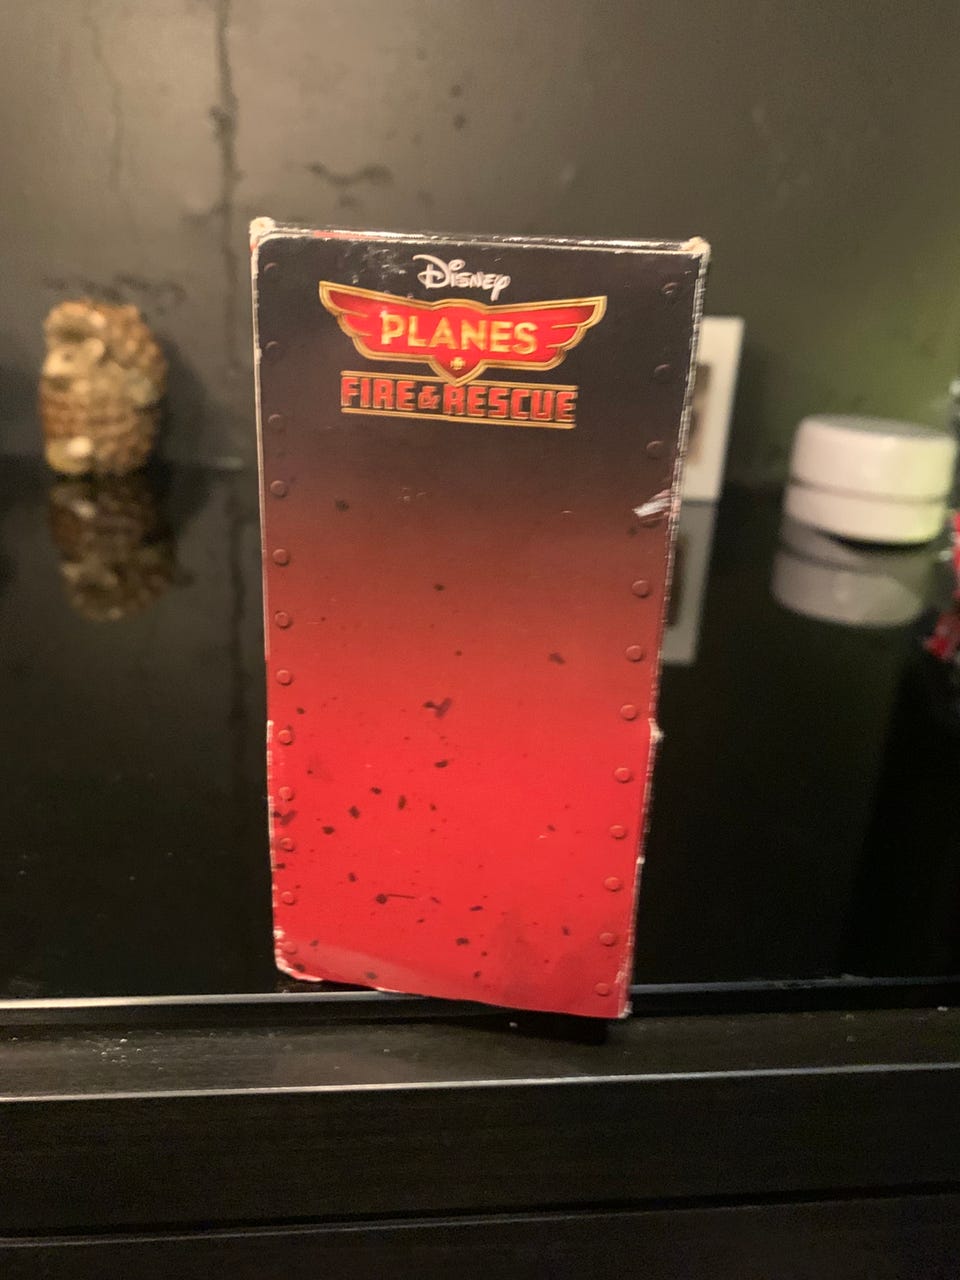 Disney
PLANES
FIRE & RESCUE